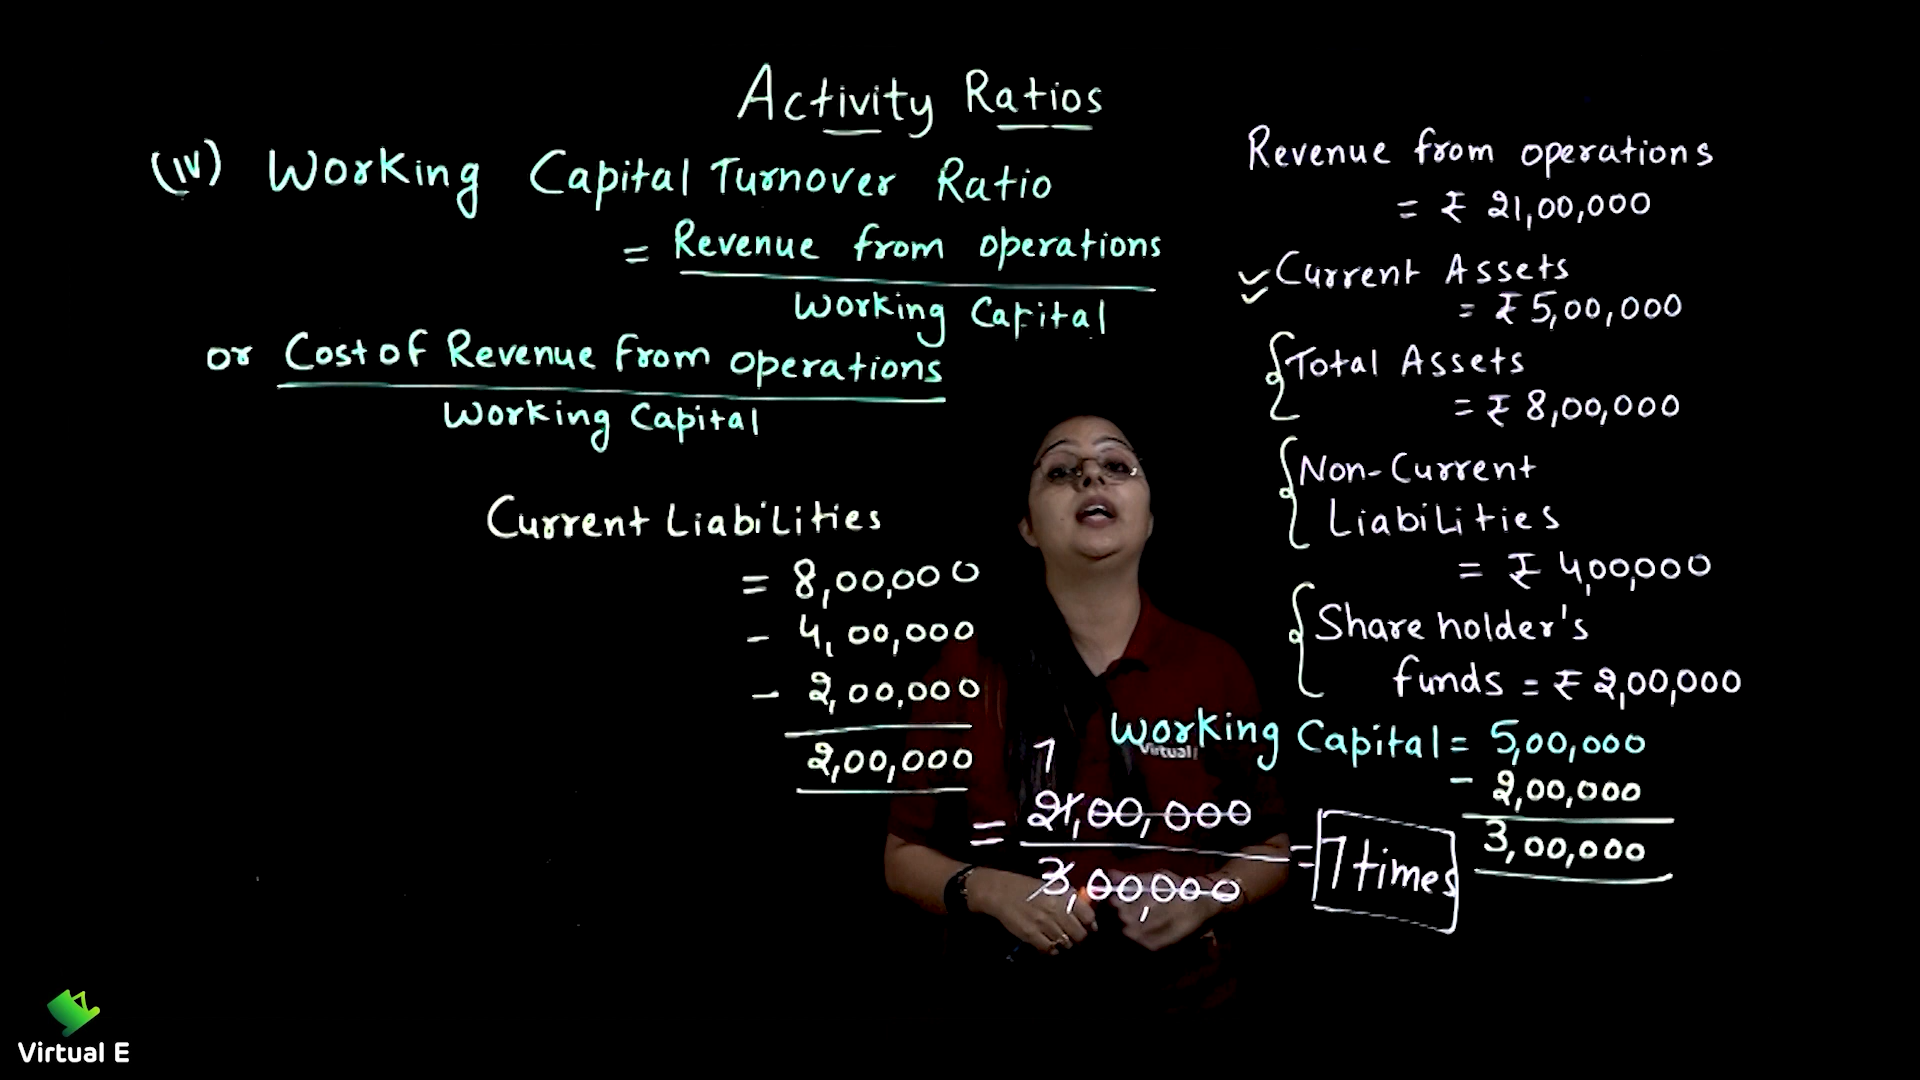 Activity Ratios
(iv) Working Capital Turnover Ratio
= Revenue from operations
Working Capital
or Cost of Revenue from operations
Working Capital
Current Liabilities
= 8,00,000
- 4,00,000
- 2,00,000
2,00,000
Revenue from operations
= ₹ 21,00,000
Current Assets
= ₹ 5,00,000
Total Assets
= ₹ 8,00,000
Non-Current
Liabilities
= ₹ 4,00,000
Share holder's
funds = ₹ 2,00,000
Working Capital = 5,00,000
- 2,00,000
3,00,000
7
= 21,00,000
3,00,000
= 7 times
Virtual
Virtual E